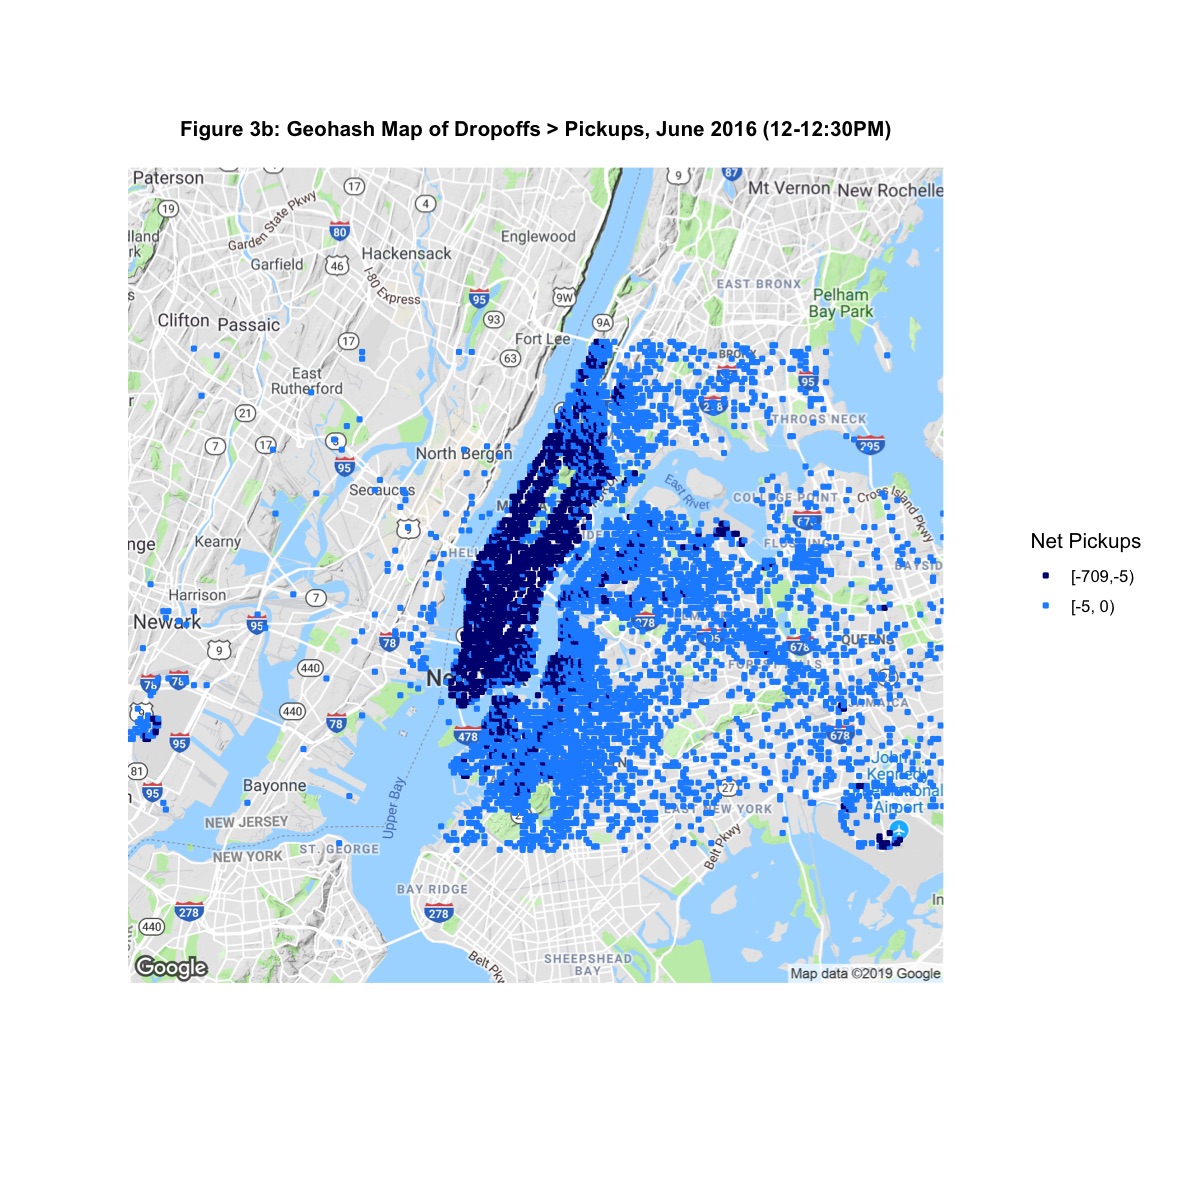 Figure 3b: Geohash Map of Dropoffs > Pickups, June 2016 (12-12:30PM)
Paterson
17
9
87
Mt Vernon
New Rochelle
19
4
Garden State Pkwy
80
Englewood
Hackensack
Garfield
46
I-80 Express
EAST BRONX
95
9W
Pelham
Bay Park
Clifton
Passaic
93
9A
17
Fort Lee
63
BRONX
East
Rutherford
95
21
THROGS NECK
7
17
295
North Bergen
95
Secaucus
East River
COLLEGE POINT
Cross Island Pkwy
Kearny
Harrison
7
Newark
95
9
78
278
678
QUEENS
440
78
78
440
78
95
478
678
JAMAICA
81
95
Bayonne
27
John F
Kennedy
International
Airport
EAST NEW YORK
NEW JERSEY
Upper Bay
NEW YORK
ST. GEORGE
Belt Pkwy
BAY RIDGE
278
278
440
SHEEPSHEAD
BAY
Google
Map data ©2019 Google
Net Pickups
[-709,-5)
[-5, 0)